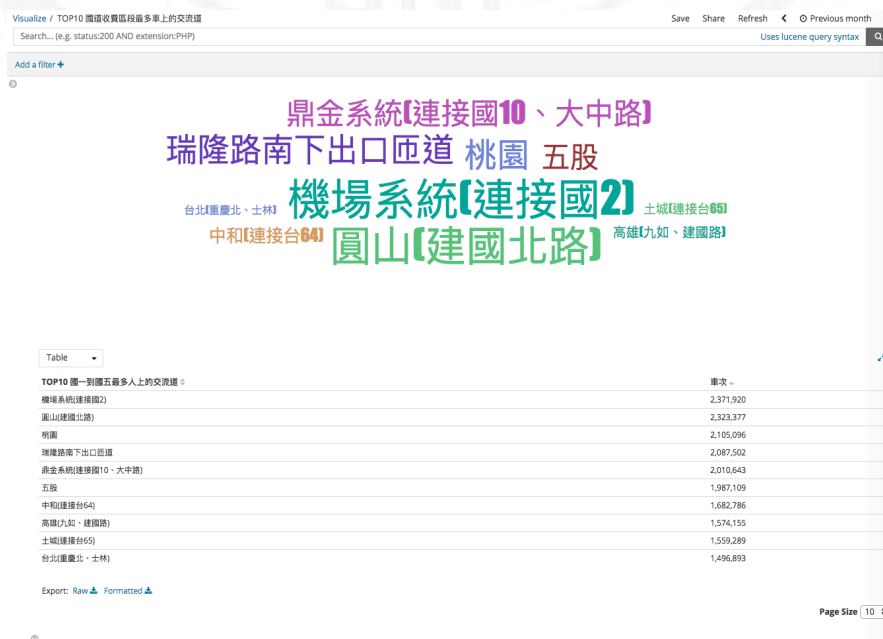 Visualize / TOP10 國道收費區段最多車上的交流道
Save Share Refresh Previous month
Search... (e.g. status:200 AND extension:PHP)
Uses lucene query syntax
Add a filter +
鼎金系統(連接國10、大中路)
瑞隆路南下出口匝道 桃園 五股
台北(重慶北、士林) 機場系統(連接國2) 土城(連接台65)
中和(連接台64) 圓山(建國北路) 高雄(九如、建國路)
Table
TOP10 國一到國五最多人上的交流道 車次
機場系統(連接國2) 2,371,920
圓山(建國北路) 2,323,377
桃園 2,105,096
瑞隆路南下出口匝道 2,087,502
鼎金系統(連接國10、大中路) 2,010,643
五股 1,987,109
中和(連接台64) 1,682,786
高雄(九如、建國路) 1,574,155
土城(連接台65) 1,559,289
台北(重慶北、士林) 1,496,893
Export: Raw Formatted
Page Size 10